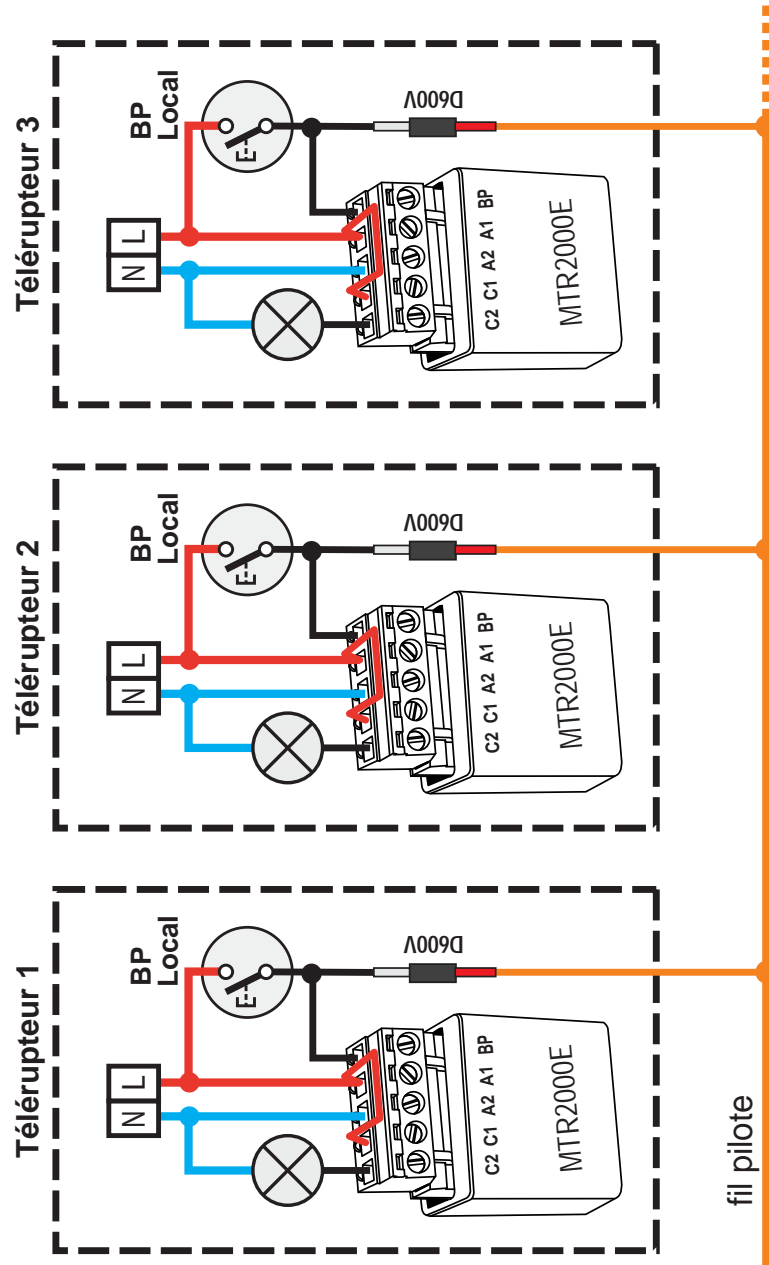 Télérupteur 1
N L
BP
Local
D600V
C2 C1 A2 A1 BP
MTR2000E
Télérupteur 2
N L
BP
Local
D600V
C2 C1 A2 A1 BP
MTR2000E
Télérupteur 3
N L
BP
Local
D600V
C2 C1 A2 A1 BP
MTR2000E
fil pilote